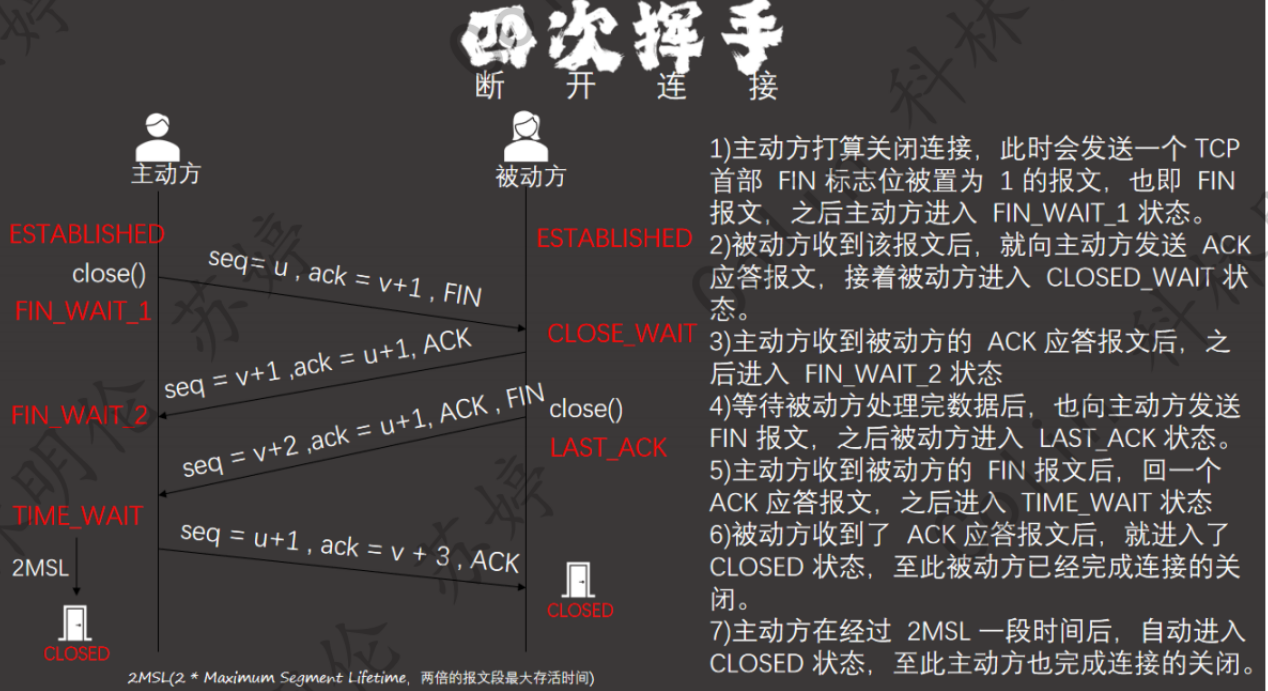 四次挥手
断开连接
主动方
被动方
ESTABLISHED
ESTABLISHED
close()
seq= u , ack = v+1 , FIN
FIN_WAIT_1
CLOSE_WAIT
seq = v+1 ,ack = u+1, ACK
FIN_WAIT_2
close()
seq = v+2 ,ack = u+1, ACK , FIN
LAST_ACK
TIME_WAIT
seq = u+1 , ack = v + 3 , ACK
2MSL
CLOSED
CLOSED
2MSL(2 * Maximum Segment Lifetime，两倍的报文段最大存活时间)
1)主动方打算关闭连接，此时会发送一个 TCP
首部 FIN 标志位被置为 1 的报文，也即 FIN
报文，之后主动方进入 FIN_WAIT_1 状态。
2)被动方收到该报文后，就向主动方发送 ACK
应答报文，接着被动方进入 CLOSED_WAIT 状
态。
3)主动方收到被动方的 ACK 应答报文后，之
后进入 FIN_WAIT_2 状态
4)等待被动方处理完数据后，也向主动方发送
FIN 报文，之后被动方进入 LAST_ACK 状态。
5)主动方收到被动方的 FIN 报文后，回一个
ACK 应答报文，之后进入 TIME_WAIT 状态
6)被动方收到了 ACK 应答报文后，就进入了
CLOSED 状态，至此被动方已经完成连接的关
闭。
7)主动方在经过 2MSL 一段时间后，自动进入
CLOSED 状态，至此主动方也完成连接的关闭。
苏婷
苏婷
科林
科林
明伦